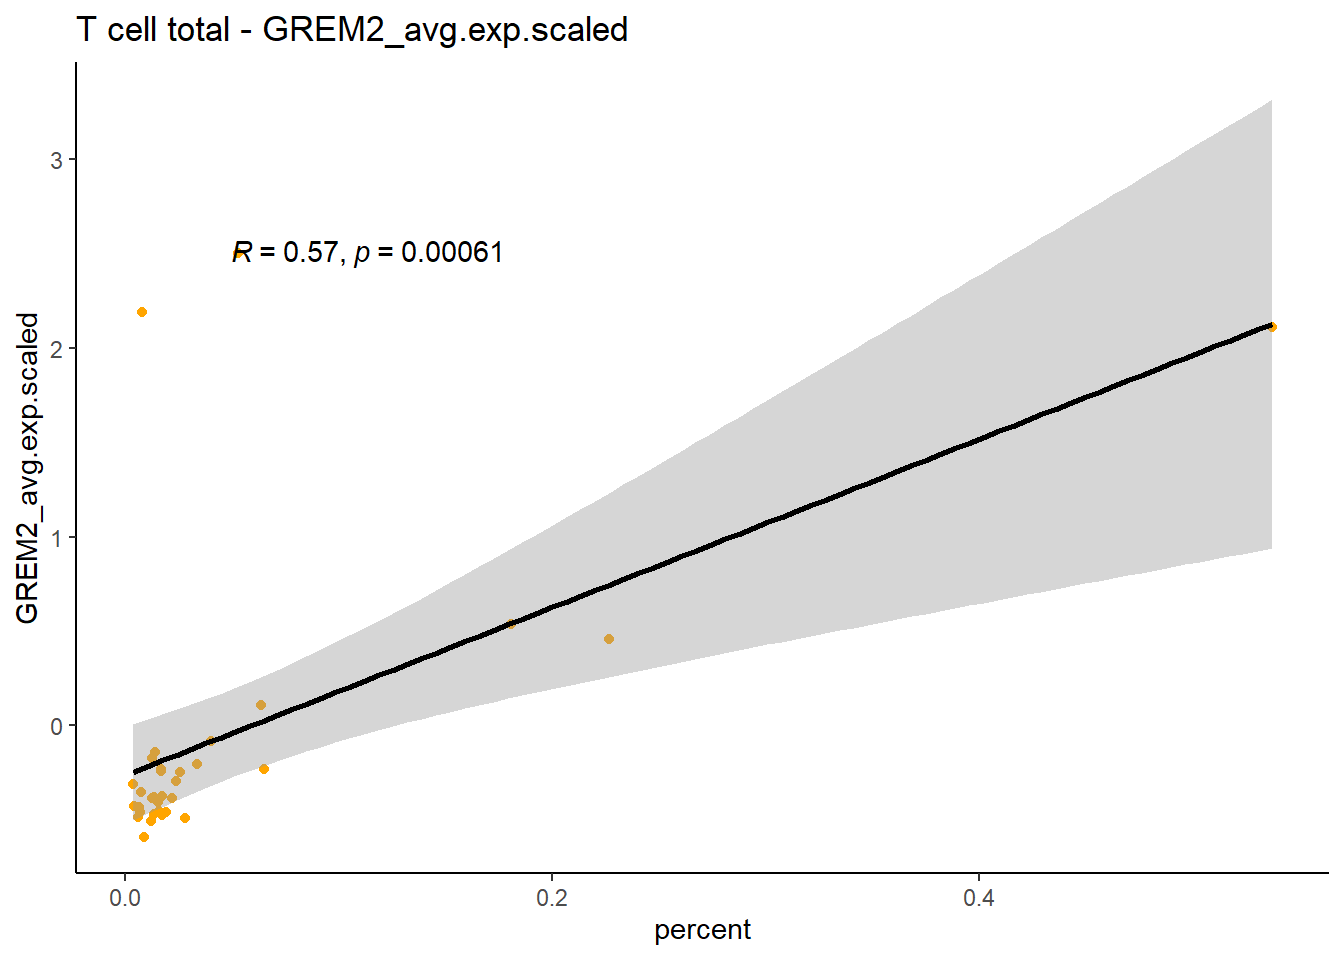 T cell total - GREM2_avg.exp.scaled
R = 0.57, p = 0.00061
GREM2_avg.exp.scaled
3
2
1
0
0.0
0.2
0.4
percent